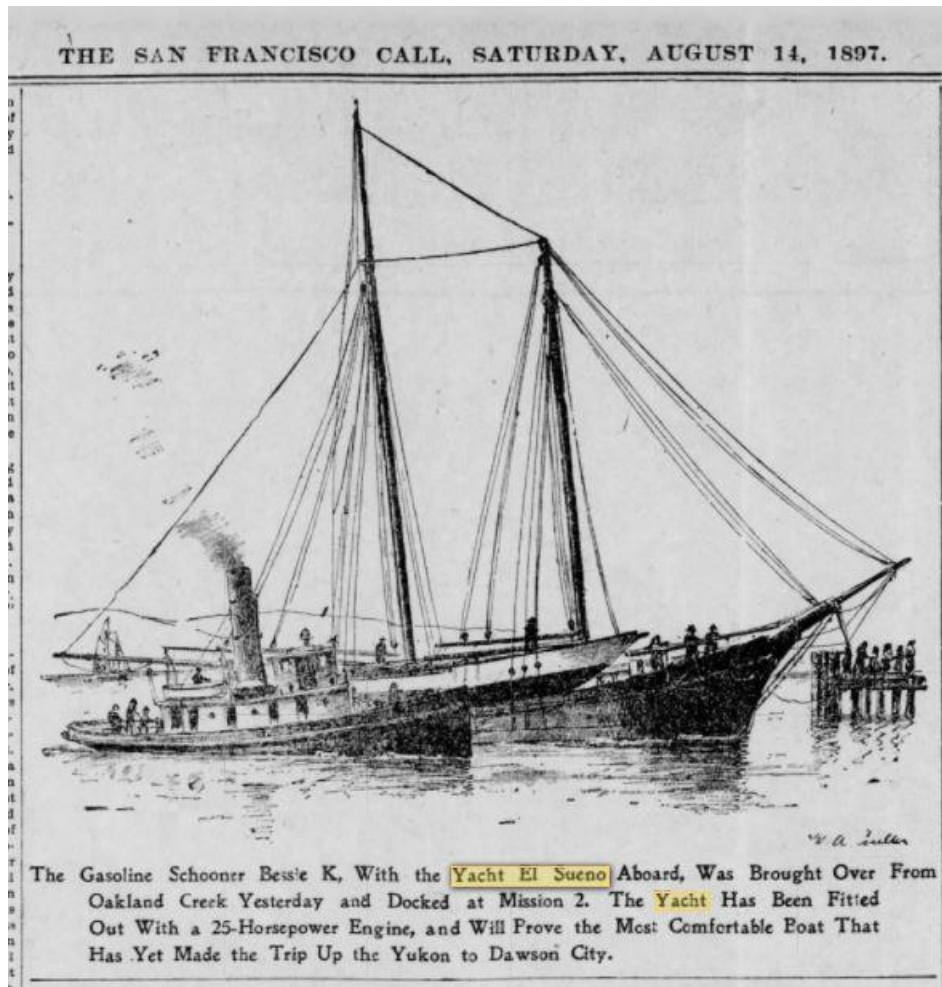 THE SAN FRANCISCO CALL, SATURDAY, AUGUST 14, 1897.
W A
The Gasoline Schooner Bessie K, With the Yacht El Sueno Aboard, Was Brought Over From
Oakland Creek Yesterday and Docked at Mission 2. The Yacht Has Been Fitted
Out With a 25-Horsepower Engine, and Will Prove the Most Comfortable Boat That
Has Yet Made the Trip Up the Yukon to Dawson City.